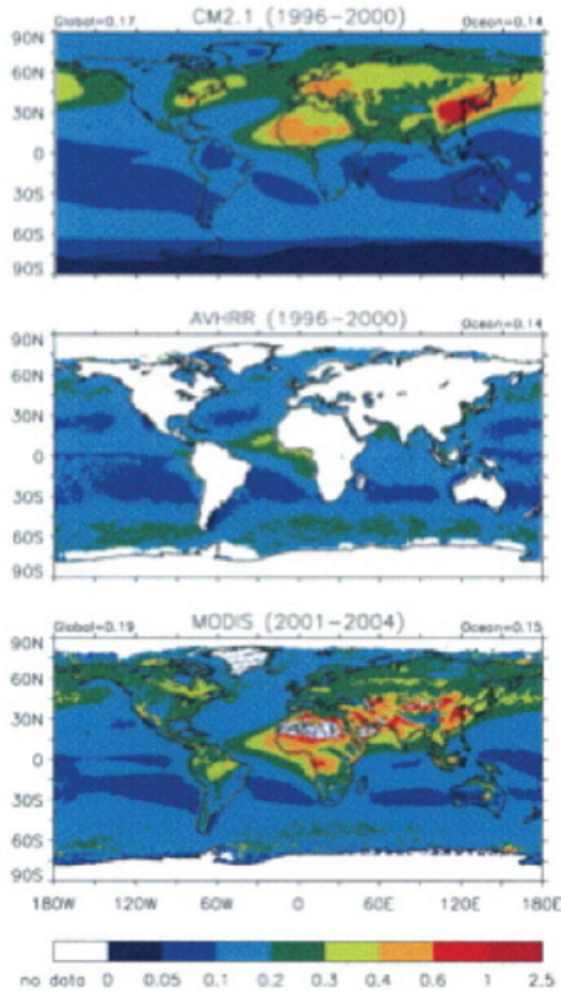 Global=0.17 CM2.1 (1996-2000) Ocean=0.14
90N
60N
30N
0
30S
60S
90S
AVHRR (1996-2000) Ocean=0.14
90N
60N
30N
0
30S
60S
90S
Global=0.19 MODIS (2001-2004) Ocean=0.15
90N
60N
30N
0
30S
60S
90S
180W 120W 60W 0 60E 120E 180E
no data 0 0.05 0.1 0.2 0.3 0.4 0.6 1 2.5